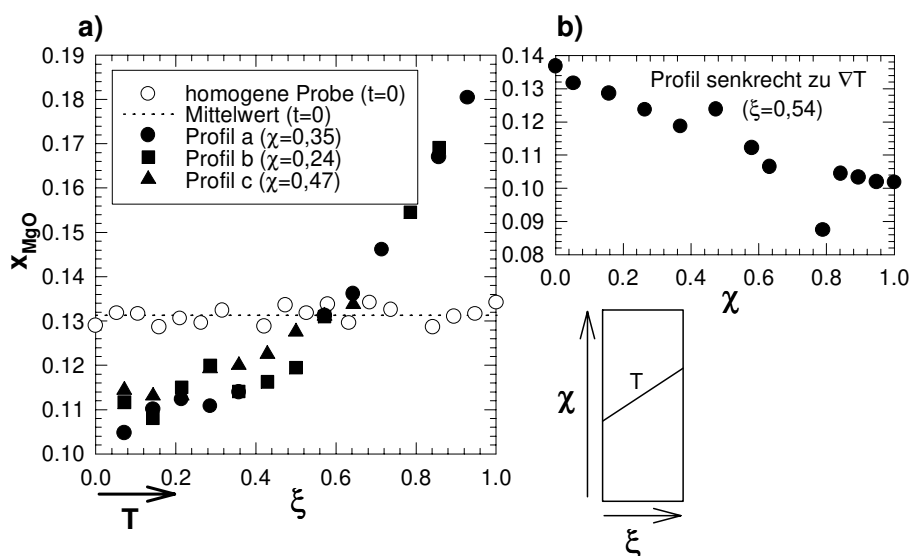 a)
0.19
0.18
0.17
0.16
0.15
0.14
0.13
0.12
0.11
0.10
x_MgO
homogene Probe (t=0)
Mittelwert (t=0)
Profil a (χ=0,35)
Profil b (χ=0,24)
Profil c (χ=0,47)
0.0 0.2 0.4 0.6 0.8 1.0
T
ξ
b)
0.14
0.13
0.12
0.11
0.10
0.09
0.08
Profil senkrecht zu ∇T
(ξ=0,54)
0.0 0.2 0.4 0.6 0.8 1.0
χ
T
χ
ξ